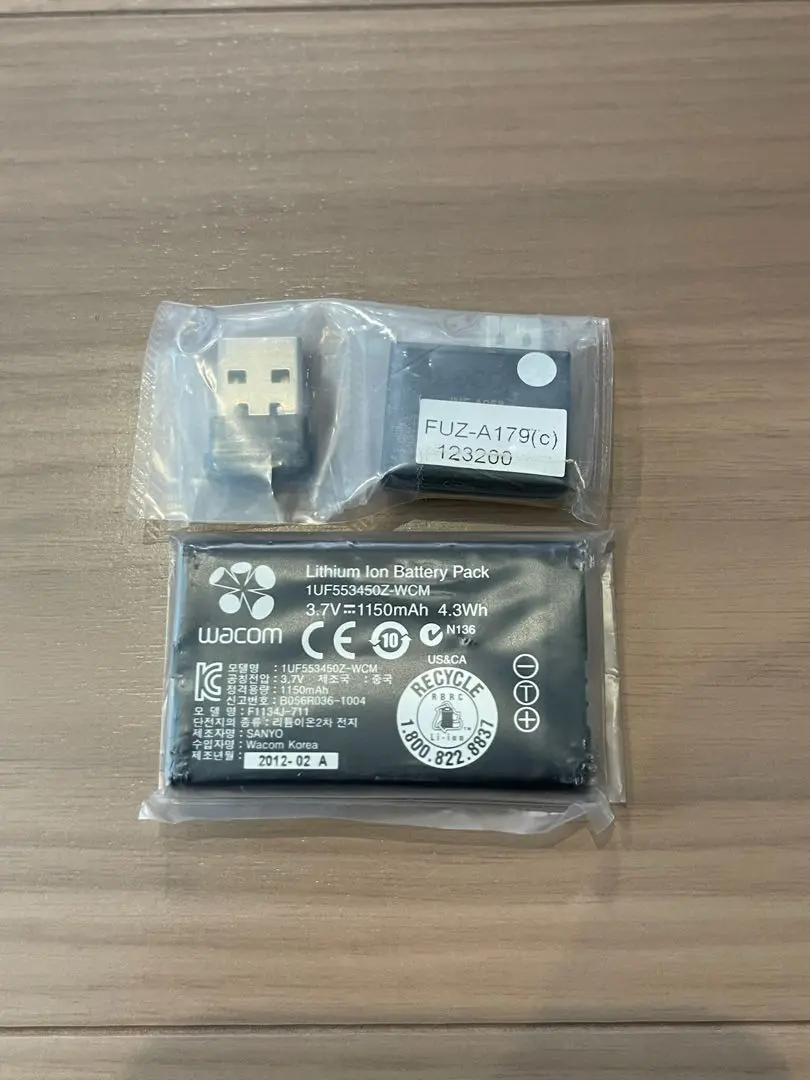 FUZ-A179(c)
123200
wacom
Lithium Ion Battery Pack
1UF553450Z-WCM
3.7V⎓1150mAh 4.3Wh
CE
10
N136
US&CA
RECYCLE
RBRC
Li-ion
1.800.822.8837
모델명 : 1UF553450Z-WCM
공칭전압 : 3.7V 제조국 : 중국
정격용량 : 1150mAh
신고번호 : B056R036-1004
모 델 명 : F1134J-711
단전지의 종류 : 리튬이온2차 전지
제조자명 : SANYO
수입자명 : Wacom Korea
제조년월 : 2012-02 A
−
T
+